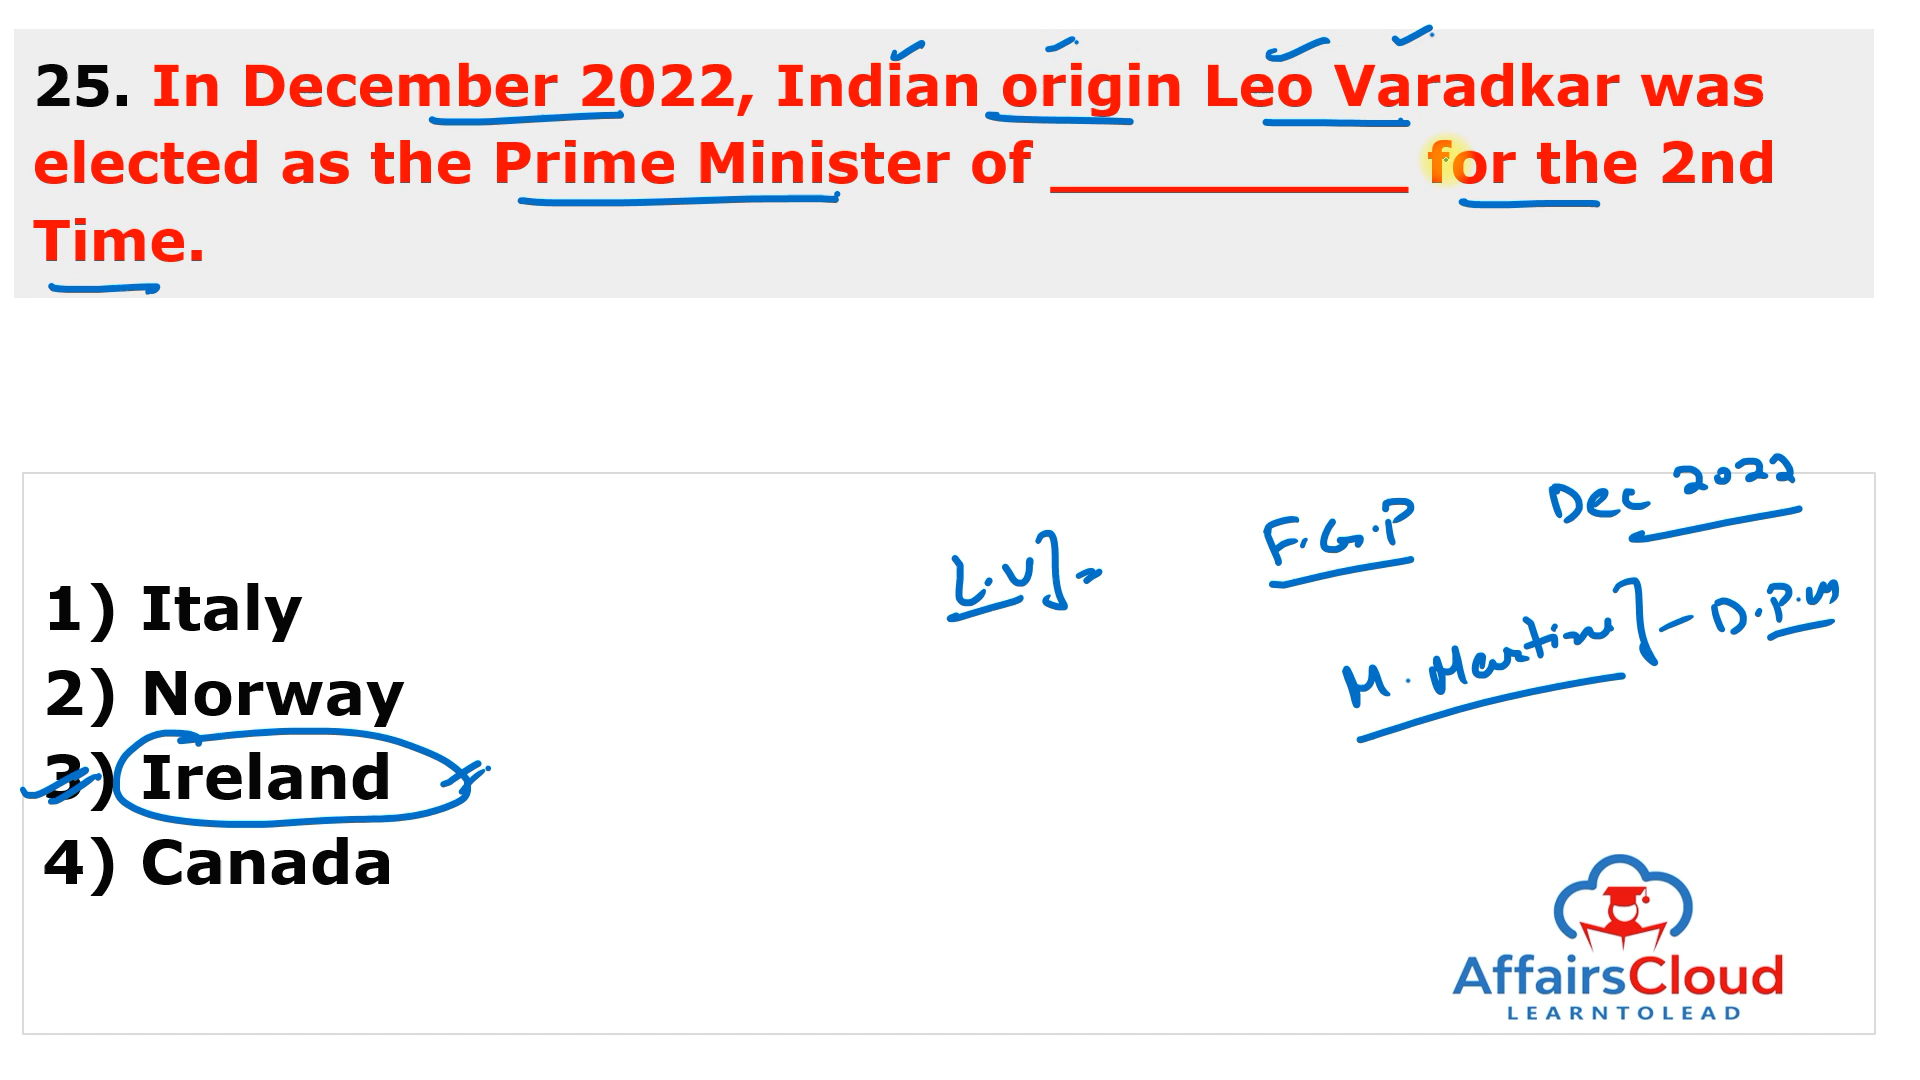 25. In December 2022, Indian origin Leo Varadkar was
elected as the Prime Minister of ____________ for the 2nd
Time.
Dec 2022
F.G.P
L.V] =
M. Martin] - D.P.M
1) Italy
2) Norway
3) Ireland
4) Canada
AffairsCloud
LEARNTOLEAD